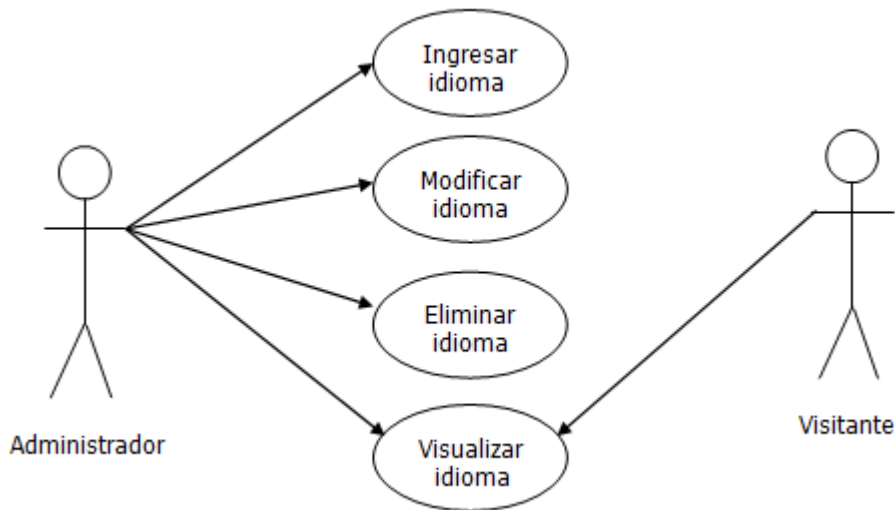 Ingresar
idioma
Modificar
idioma
Eliminar
idioma
Visualizar
idioma
Administrador
Visitante